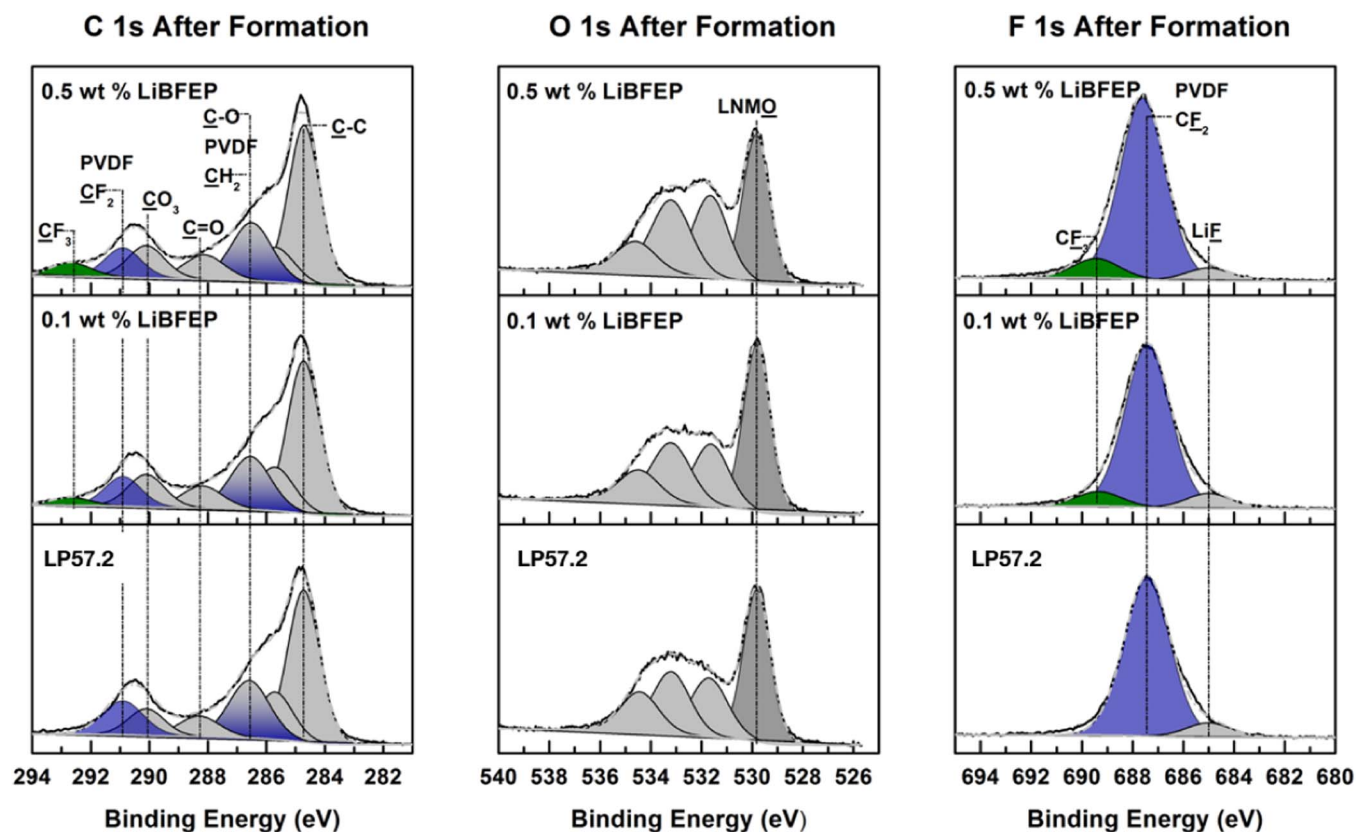 C 1s After Formation
O 1s After Formation
F 1s After Formation
0.5 wt % LiBFEP
C-O
PVDF
CH2
C-C
PVDF
CF2
CO3
CF3
C=O
0.1 wt % LiBFEP
LP57.2
294 292 290 288 286 284 282
Binding Energy (eV)
0.5 wt % LiBFEP
LNMO
0.1 wt % LiBFEP
LP57.2
540 538 536 534 532 530 528 526
Binding Energy (eV)
0.5 wt % LiBFEP
PVDF
CF2
CF3
LiF
0.1 wt % LiBFEP
LP57.2
694 692 690 688 686 684 682 680
Binding Energy (eV)